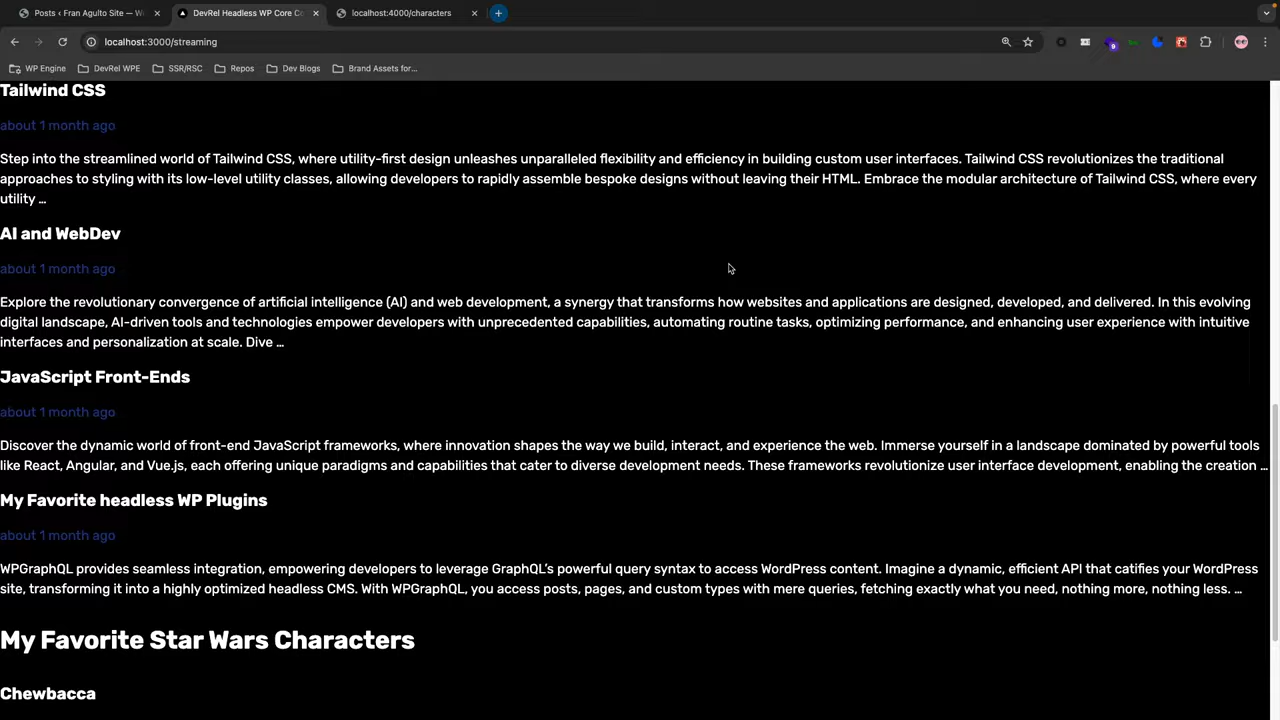 Posts ‹ Fran Agulto Site — W
DevRel Headless WP Core C
localhost:4000/characters
localhost:3000/streaming
9
WP Engine
DevRel WPE
SSR/RSC
Repos
Dev Blogs
Brand Assets for...
Tailwind CSS
about 1 month ago
Step into the streamlined world of Tailwind CSS, where utility-first design unleashes unparalleled flexibility and efficiency in building custom user interfaces. Tailwind CSS revolutionizes the traditional
approaches to styling with its low-level utility classes, allowing developers to rapidly assemble bespoke designs without leaving their HTML. Embrace the modular architecture of Tailwind CSS, where every
utility …
AI and WebDev
about 1 month ago
Explore the revolutionary convergence of artificial intelligence (AI) and web development, a synergy that transforms how websites and applications are designed, developed, and delivered. In this evolving
digital landscape, AI-driven tools and technologies empower developers with unprecedented capabilities, automating routine tasks, optimizing performance, and enhancing user experience with intuitive
interfaces and personalization at scale. Dive …
JavaScript Front-Ends
about 1 month ago
Discover the dynamic world of front-end JavaScript frameworks, where innovation shapes the way we build, interact, and experience the web. Immerse yourself in a landscape dominated by powerful tools
like React, Angular, and Vue.js, each offering unique paradigms and capabilities that cater to diverse development needs. These frameworks revolutionize user interface development, enabling the creation …
My Favorite headless WP Plugins
about 1 month ago
WPGraphQL provides seamless integration, empowering developers to leverage GraphQL’s powerful query syntax to access WordPress content. Imagine a dynamic, efficient API that catifies your WordPress
site, transforming it into a highly optimized headless CMS. With WPGraphQL, you access posts, pages, and custom types with mere queries, fetching exactly what you need, nothing more, nothing less. …
My Favorite Star Wars Characters
Chewbacca